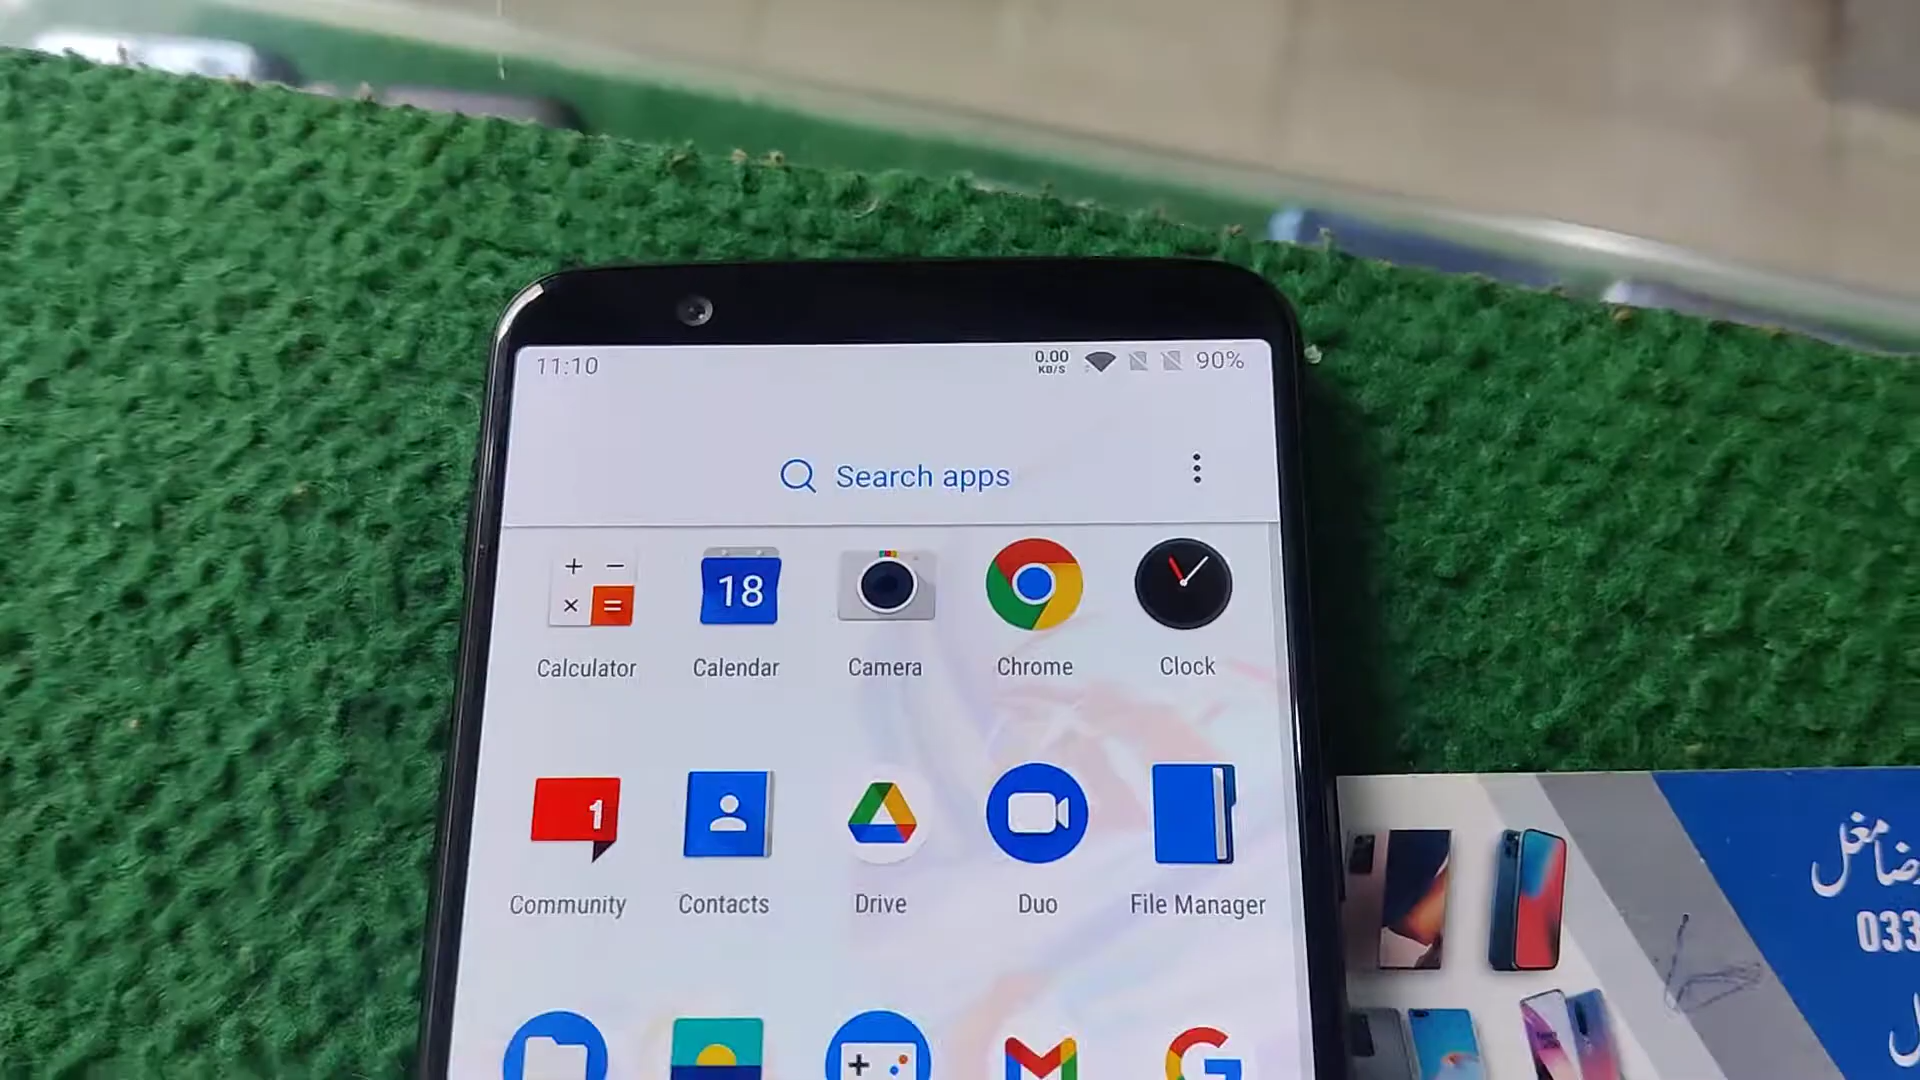 11:10
0.00
KB/S
90%
Search apps
18
Calculator
Calendar
Camera
Chrome
Clock
1
Community
Contacts
Drive
Duo
File Manager
مغل
033